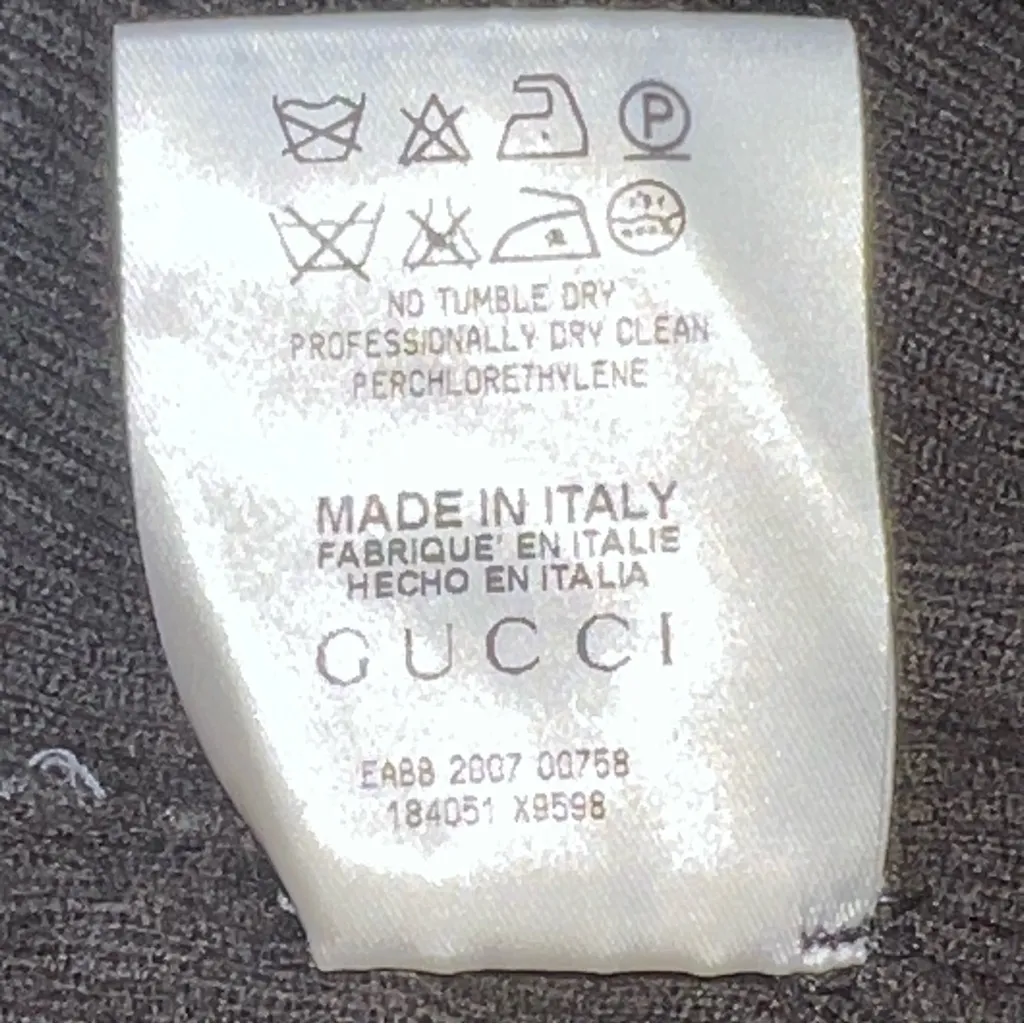 P
NO TUMBLE DRY
PROFESSIONALLY DRY CLEAN
PERCHLORETHYLENE
MADE IN ITALY
FABRIQUE' EN ITALIE
HECHO EN ITALIA
GUCCI
EAB8 2007 00758
184051 X9598